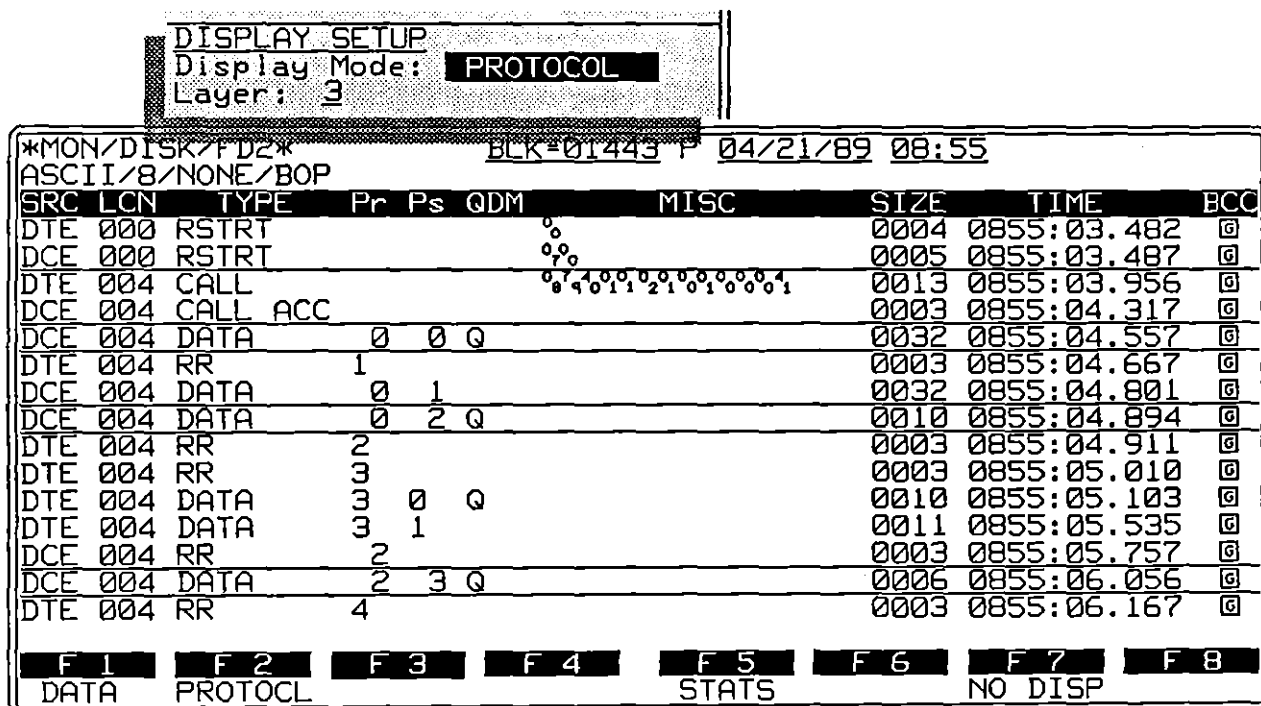 DISPLAY SETUP
Display Mode: PROTOCOL
Layer: 3
*MON/DISK/FD2* BLK=01443 P 04/21/89 08:55
ASCII/8/NONE/BOP
SRC LCN TYPE Pr Ps QDM MISC SIZE TIME BCC
DTE 000 RSTRT 00 0004 0855:03.482 G
DCE 000 RSTRT 0700 0005 0855:03.487 G
DTE 004 CALL 0013 0855:03.956 G
DCE 004 CALL ACC 0003 0855:04.317 G
DCE 004 DATA 0 0 Q 0032 0855:04.557 G
DTE 004 RR 1 0003 0855:04.667 G
DCE 004 DATA 0 1 0032 0855:04.801 G
DCE 004 DATA 0 2 Q 0010 0855:04.894 G
DTE 004 RR 2 0003 0855:04.911 G
DTE 004 RR 3 0003 0855:05.010 G
DTE 004 DATA 3 0 Q 0010 0855:05.103 G
DTE 004 DATA 3 1 0011 0855:05.535 G
DCE 004 RR 2 0003 0855:05.757 G
DCE 004 DATA 2 3 Q 0006 0855:06.056 G
DTE 004 RR 4 0003 0855:06.167 G
F 1 F 2 F 3 F 4 F 5 F 6 F 7 F 8
DATA PROTOCL STATS NO DISP